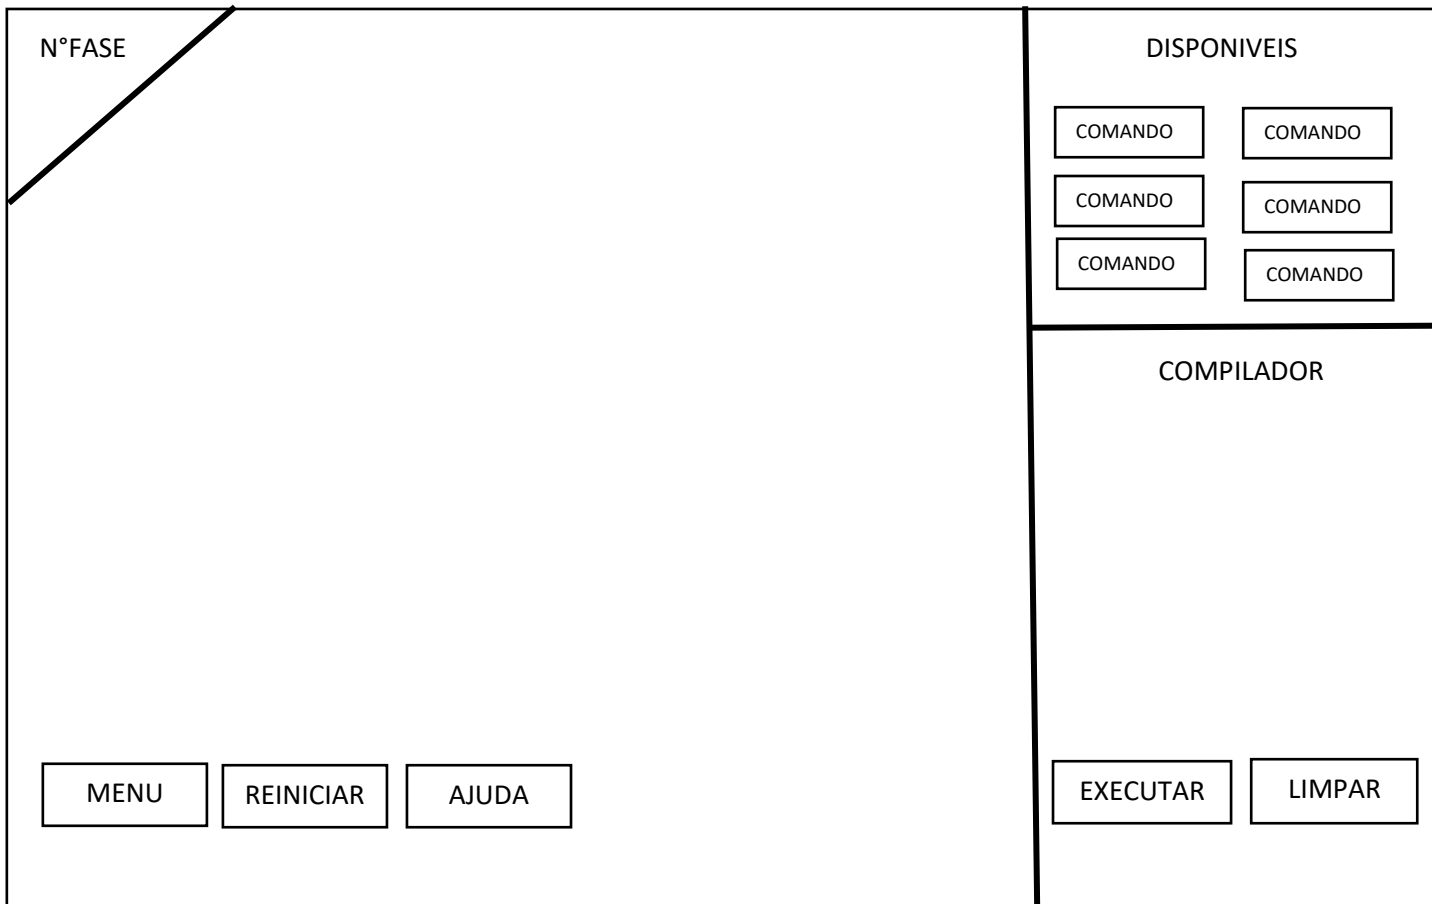 N°FASE
DISPONIVEIS
COMANDO COMANDO
COMANDO COMANDO
COMANDO COMANDO
COMPILADOR
MENU REINICIAR AJUDA
EXECUTAR LIMPAR